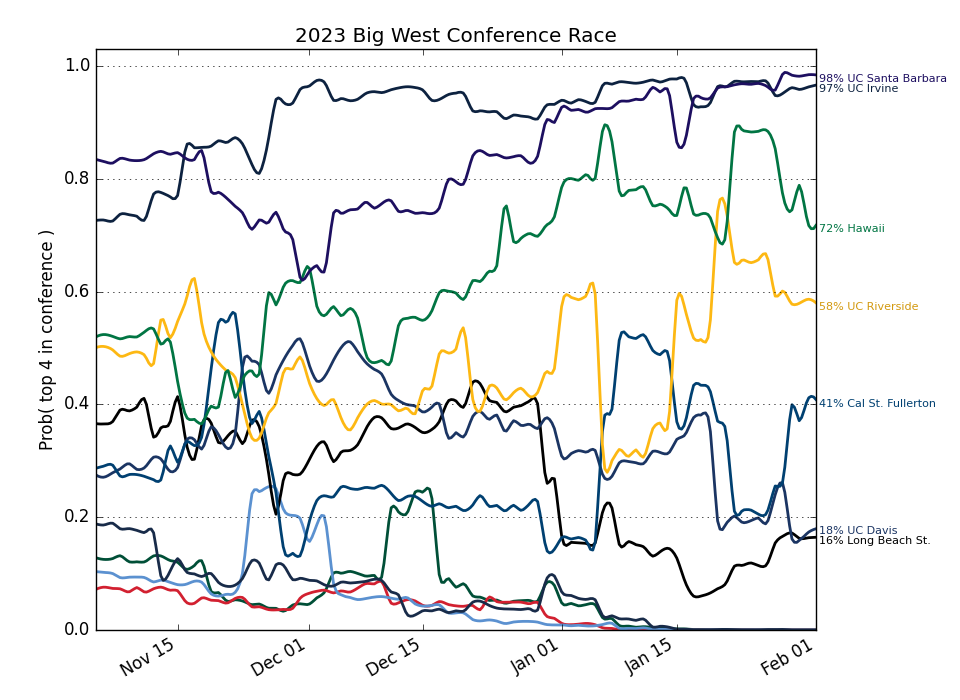 2023 Big West Conference Race
Prob( top 4 in conference )
1.0
0.8
0.6
0.4
0.2
0.0
98% UC Santa Barbara
97% UC Irvine
72% Hawaii
58% UC Riverside
41% Cal St. Fullerton
18% UC Davis
16% Long Beach St.
Nov 15
Dec 01
Dec 15
Jan 01
Jan 15
Feb 01